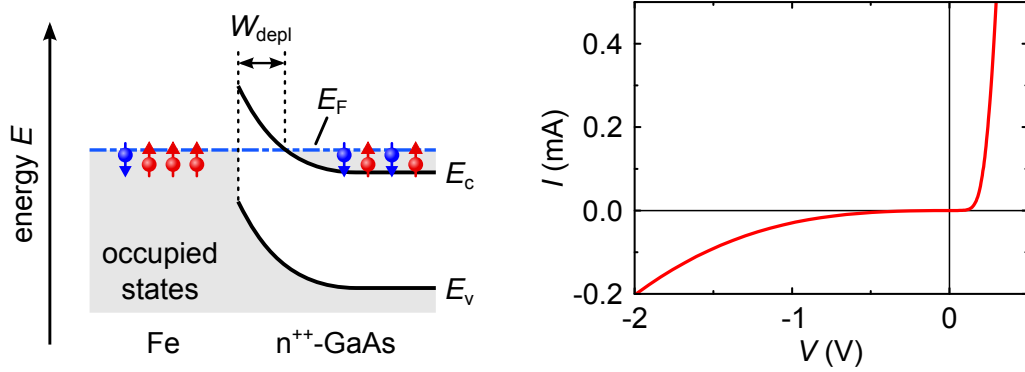 W_depl
E_F
energy E
E_c
occupied
states
E_v
Fe
n⁺⁺-GaAs
I (mA)
0.4
0.2
0.0
-0.2
-2
-1
0
V (V)